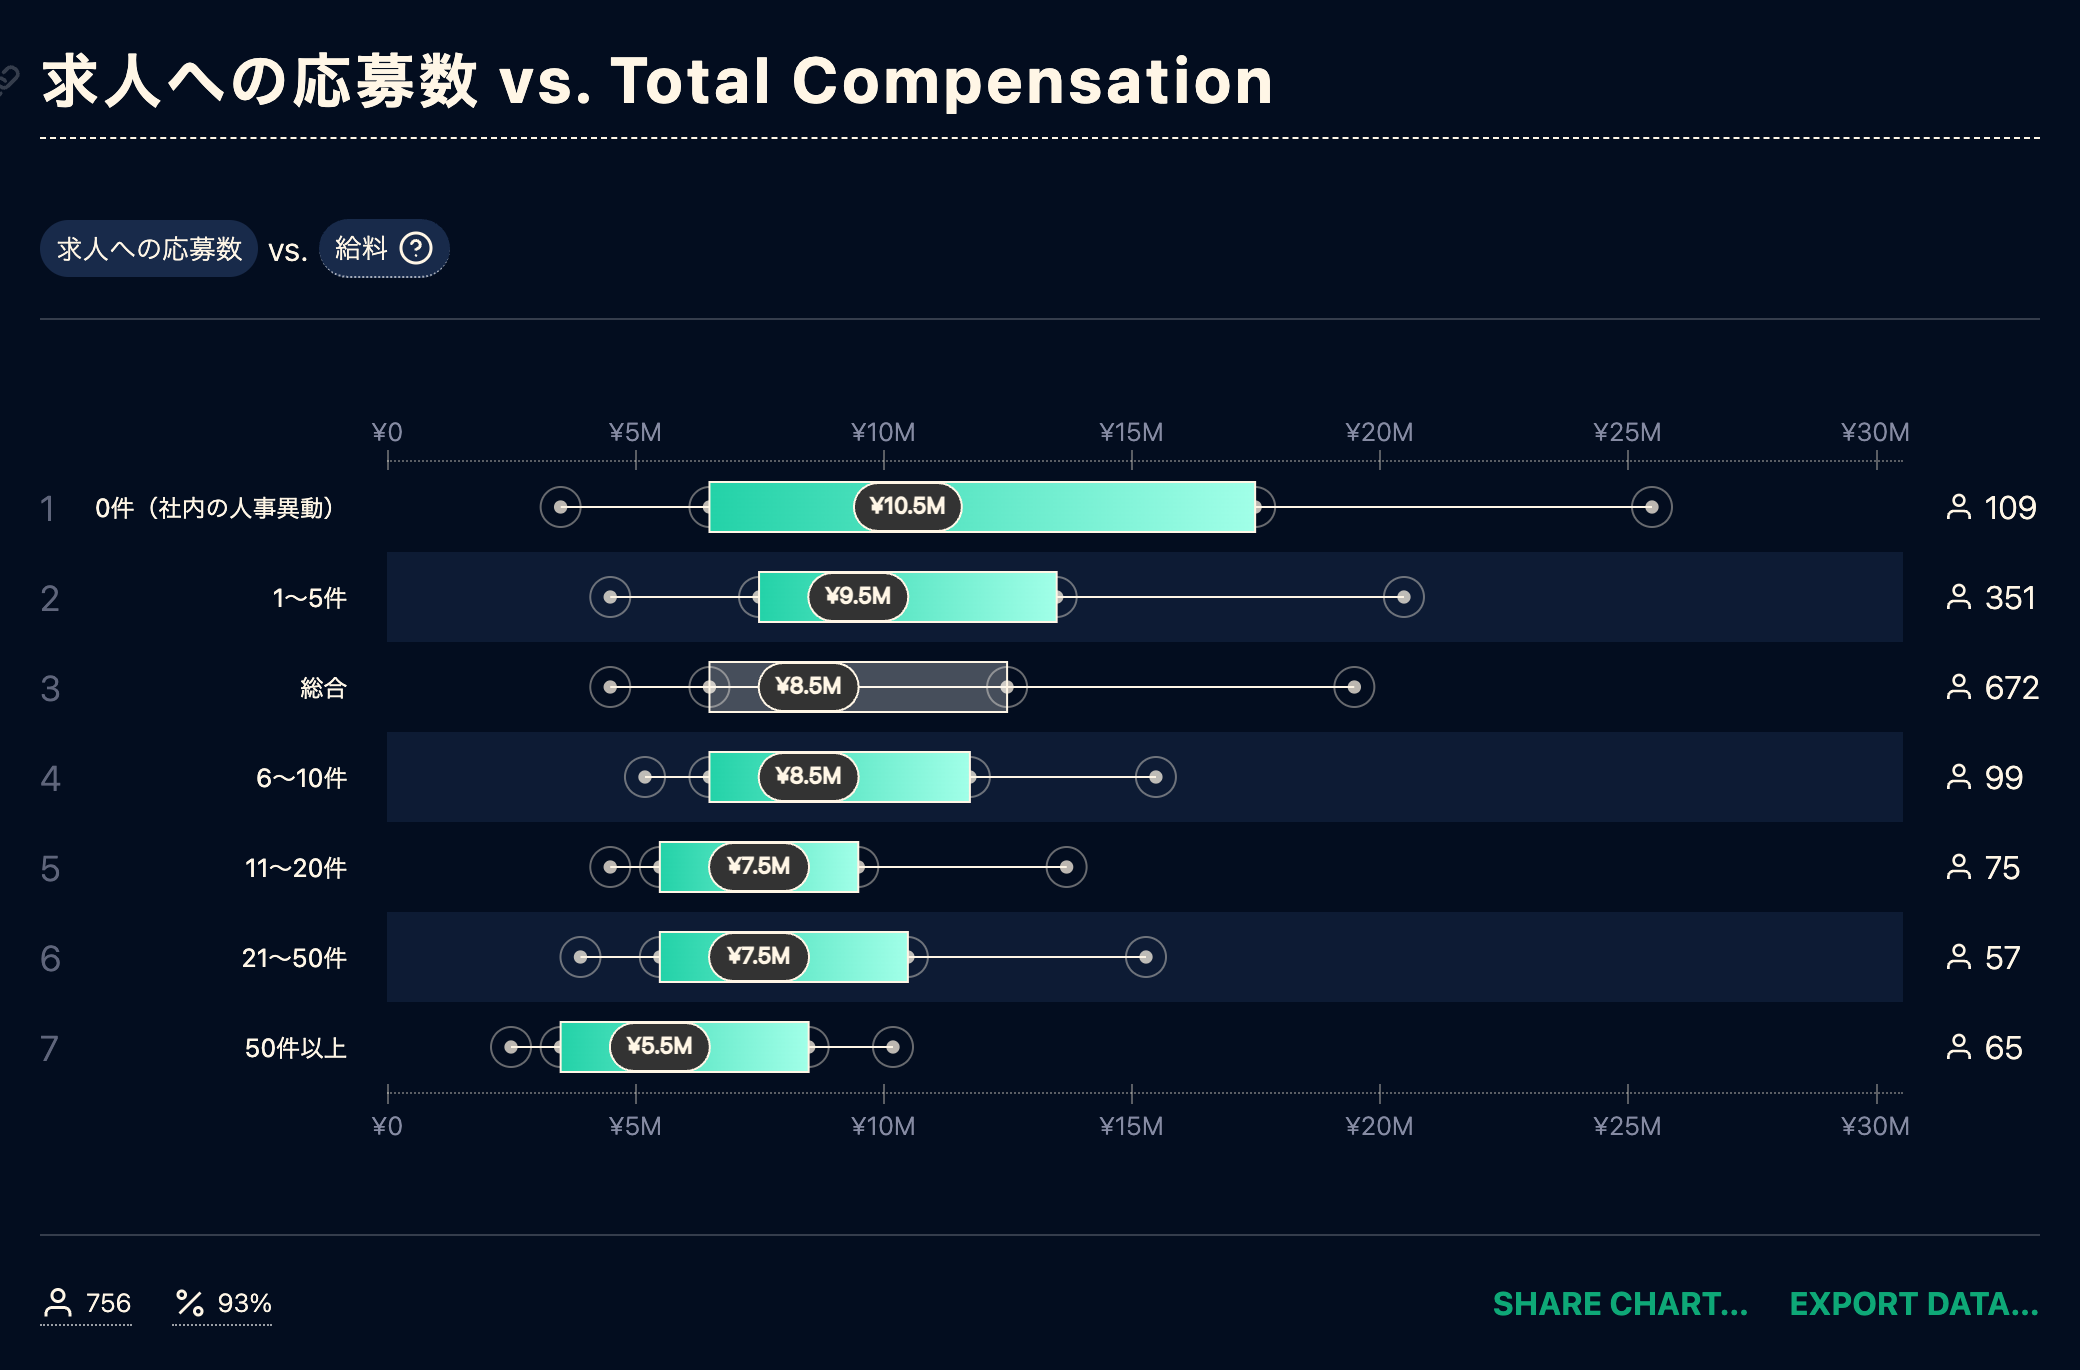 求人への応募数 vs. Total Compensation
求人への応募数 vs. 給料 ?
¥0 ¥5M ¥10M ¥15M ¥20M ¥25M ¥30M
1 0件（社内の人事異動） ¥10.5M 109
2 1〜5件 ¥9.5M 351
3 総合 ¥8.5M 672
4 6〜10件 ¥8.5M 99
5 11〜20件 ¥7.5M 75
6 21〜50件 ¥7.5M 57
7 50件以上 ¥5.5M 65
¥0 ¥5M ¥10M ¥15M ¥20M ¥25M ¥30M
756 % 93% SHARE CHART... EXPORT DATA...